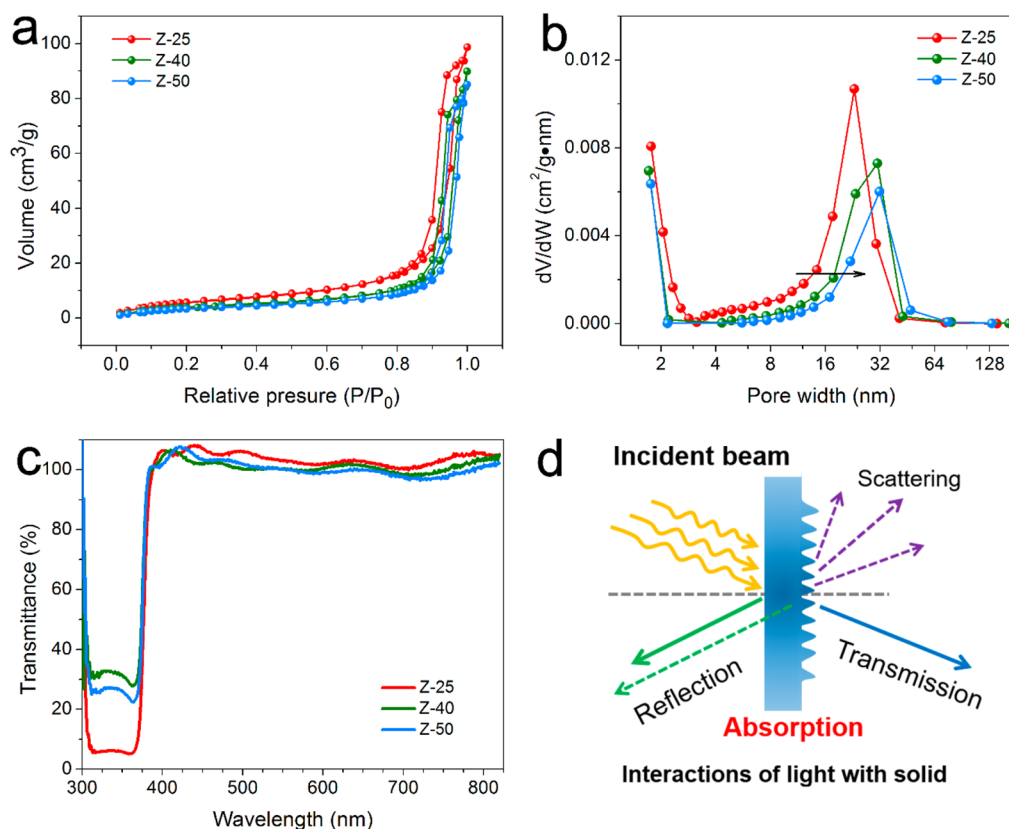 a
Z-25
Z-40
Z-50
Volume (cm³/g)
100
80
60
40
20
0
0.0 0.2 0.4 0.6 0.8 1.0
Relative presure (P/P₀)
b
Z-25
Z-40
Z-50
dV/dW (cm²/g•nm)
0.012
0.008
0.004
0.000
2 4 8 16 32 64 128
Pore width (nm)
c
Transmittance (%)
100
80
60
40
20
0
Z-25
Z-40
Z-50
300 400 500 600 700 800
Wavelength (nm)
d
Incident beam
Scattering
Reflection
Transmission
Absorption
Interactions of light with solid